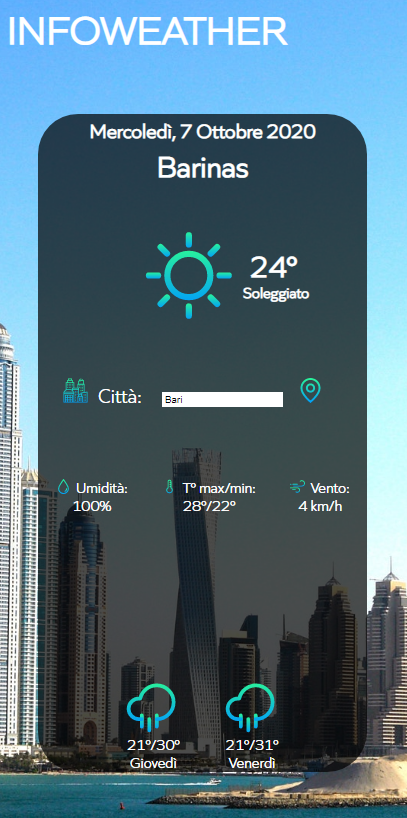 INFOWEATHER
Mercoledì, 7 Ottobre 2020
Barinas
24°
Soleggiato
Città: Bari
Umidità: T° max/min: Vento:
100% 28°/22° 4 km/h
21°/30° 21°/31°
Giovedì Venerdì